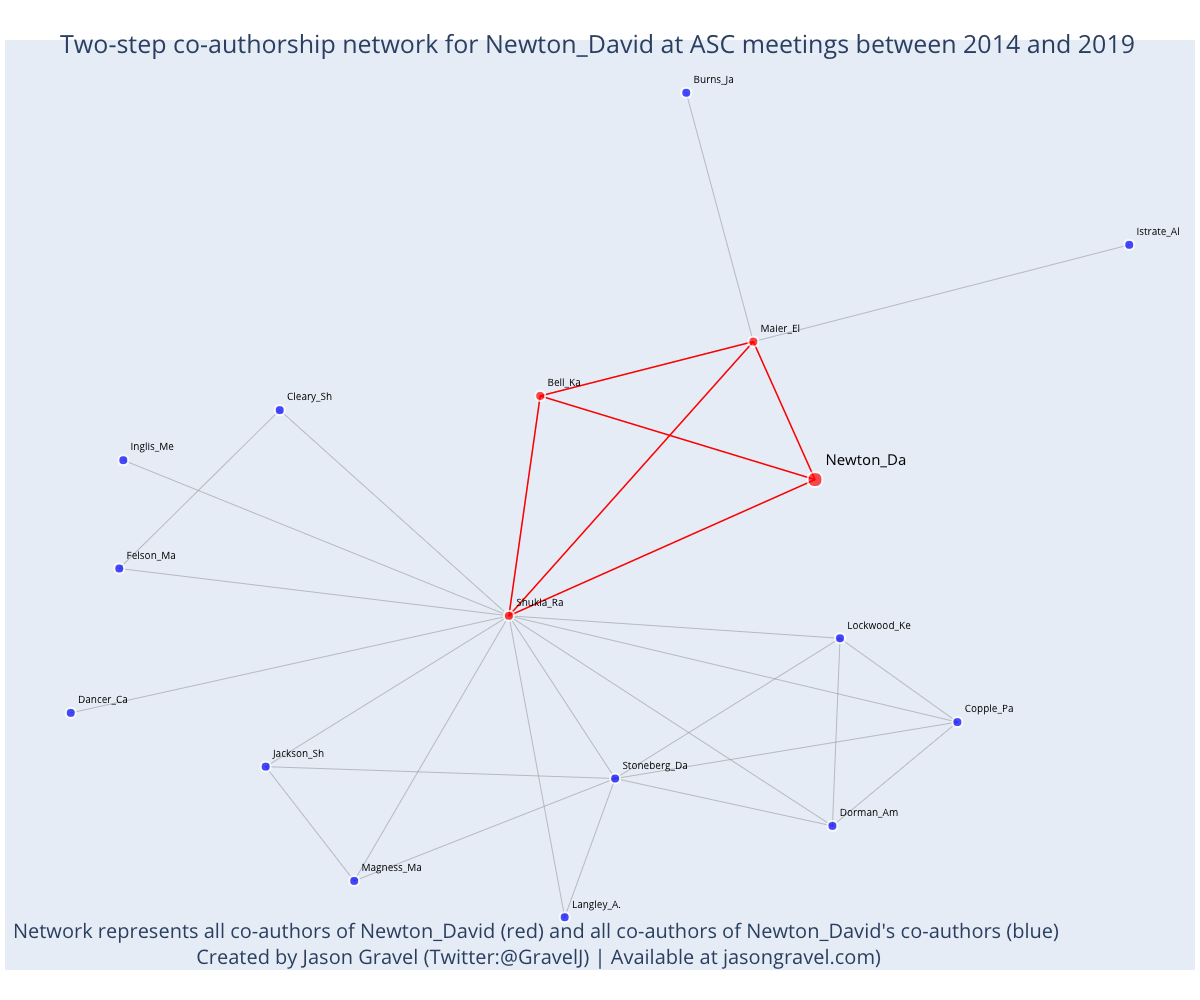 Two-step co-authorship network for Newton_David at ASC meetings between 2014 and 2019
Burns_Ja
Istrate_Al
Maier_El
Bell_Ka
Cleary_Sh
Inglis_Me
Newton_Da
Felson_Ma
Shukla_Ra
Lockwood_Ke
Dancer_Ca
Copple_Pa
Jackson_Sh
Stoneberg_Da
Dorman_Am
Magness_Ma
Langley_A.
Network represents all co-authors of Newton_David (red) and all co-authors of Newton_David's co-authors (blue)
Created by Jason Gravel (Twitter:@GravelJ) | Available at jasongravel.com)